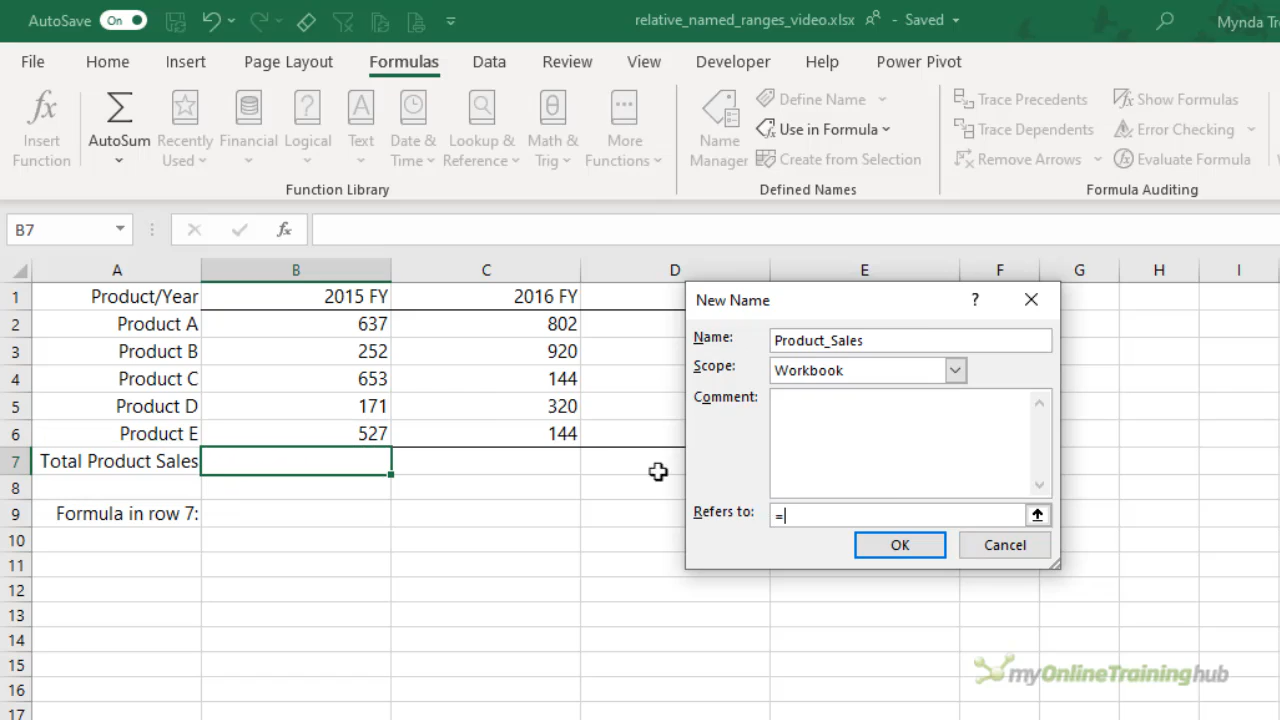 AutoSave On relative_named_ranges_video.xlsx - Saved Mynda
File Home Insert Page Layout Formulas Data Review View Developer Help Power Pivot
fx Insert Function
AutoSum
Recently Used
Financial
Logical
Text
Date & Time
Lookup & Reference
Math & Trig
More Functions
Function Library
Name Manager
Define Name
Use in Formula
Create from Selection
Defined Names
Trace Precedents
Trace Dependents
Remove Arrows
Show Formulas
Error Checking
Evaluate Formula
Formula Auditing
B7 fx
A B C D E F G H I
1 Product/Year 2015 FY 2016 FY
2 Product A 637 802
3 Product B 252 920
4 Product C 653 144
5 Product D 171 320
6 Product E 527 144
7 Total Product Sales
8
9 Formula in row 7:
10
11
12
13
14
15
16
17
New Name ?
Name: Product_Sales
Scope: Workbook
Comment:
Refers to: =
OK Cancel
myOnlineTraininghub